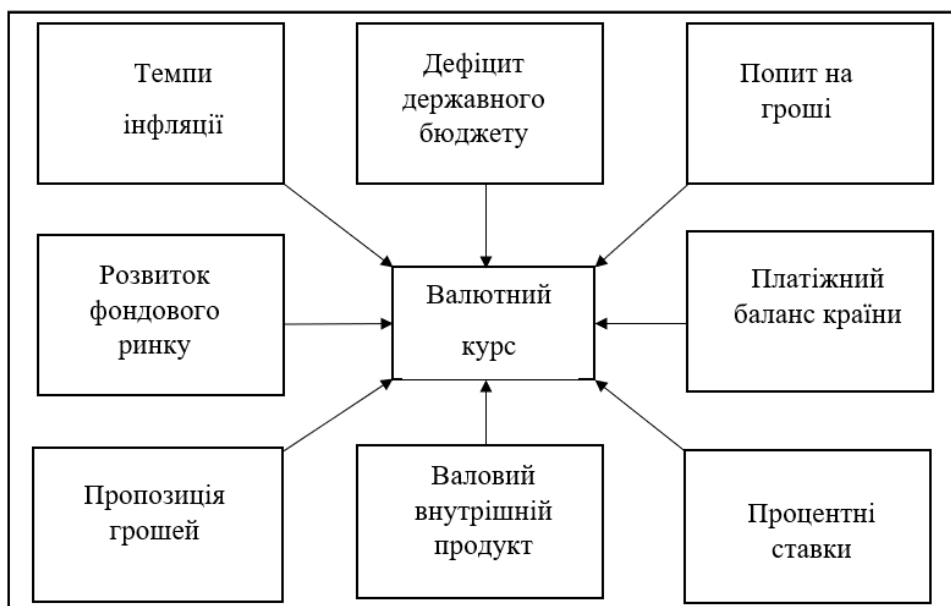 Темпи
інфляції
Дефіцит
державного
бюджету
Попит на
гроші
Розвиток
фондового
ринку
Валютний
курс
Платіжний
баланс країни
Пропозиція
грошей
Валовий
внутрішній
продукт
Процентні
ставки